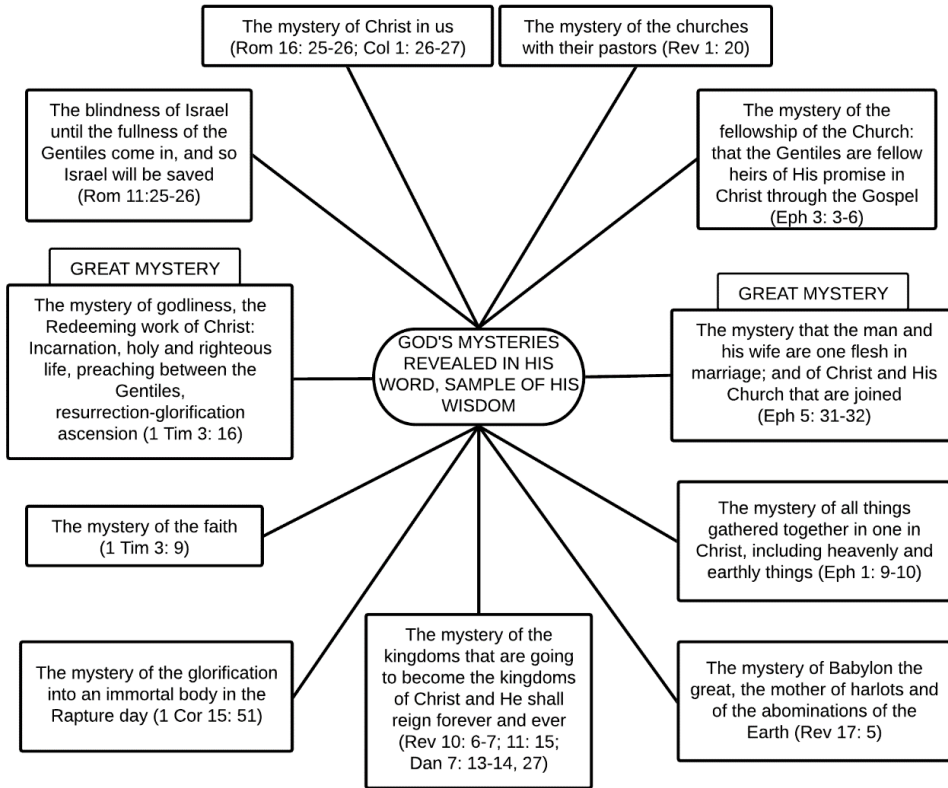 The mystery of Christ in us
(Rom 16: 25-26; Col 1: 26-27)
The mystery of the churches
with their pastors (Rev 1: 20)
The blindness of Israel
until the fullness of the
Gentiles come in, and so
Israel will be saved
(Rom 11:25-26)
The mystery of the
fellowship of the Church:
that the Gentiles are fellow
heirs of His promise in
Christ through the Gospel
(Eph 3: 3-6)
GREAT MYSTERY
The mystery of godliness, the
Redeeming work of Christ:
Incarnation, holy and righteous
life, preaching between the
Gentiles,
resurrection-glorification
ascension (1 Tim 3: 16)
GOD'S MYSTERIES
REVEALED IN HIS
WORD, SAMPLE OF HIS
WISDOM
GREAT MYSTERY
The mystery that the man and
his wife are one flesh in
marriage; and of Christ and His
Church that are joined
(Eph 5: 31-32)
The mystery of the faith
(1 Tim 3: 9)
The mystery of all things
gathered together in one in
Christ, including heavenly and
earthly things (Eph 1: 9-10)
The mystery of the glorification
into an immortal body in the
Rapture day (1 Cor 15: 51)
The mystery of the
kingdoms that are going
to become the kingdoms
of Christ and He shall
reign forever and ever
(Rev 10: 6-7; 11: 15;
Dan 7: 13-14, 27)
The mystery of Babylon the
great, the mother of harlots and
of the abominations of the
Earth (Rev 17: 5)